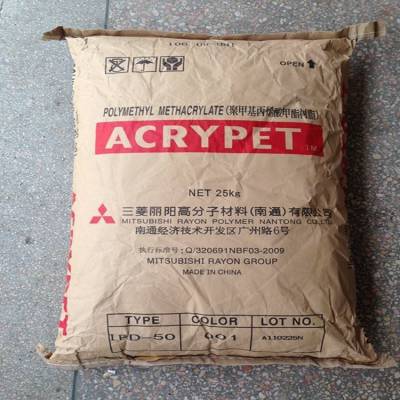 OPEN
POLYMETHYL METHACRYLATE (聚甲基丙烯酸甲酯树脂)
ACRYPET TM
NET 25kg
三菱丽阳高分子材料(南通)有限公司
MITSUBISHI RAYON POLYMER NANTONG CO.LTD
南通经济技术开发区广州路6号
执行标准号: Q/320691NBF03-2009
MITSUBISHI RAYON GROUP
MADE IN CHINA
TYPE COLOR LOT NO.
IRD-50 001 A110225N